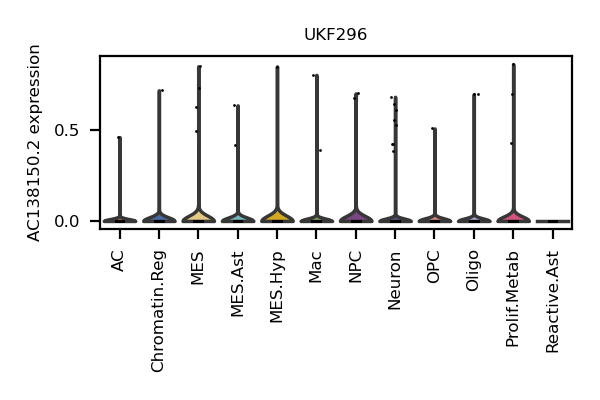 UKF296
AC138150.2 expression
0.5
0.0
AC
Chromatin.Reg
MES
MES.Ast
MES.Hyp
Mac
NPC
Neuron
OPC
Oligo
Prolif.Metab
Reactive.Ast